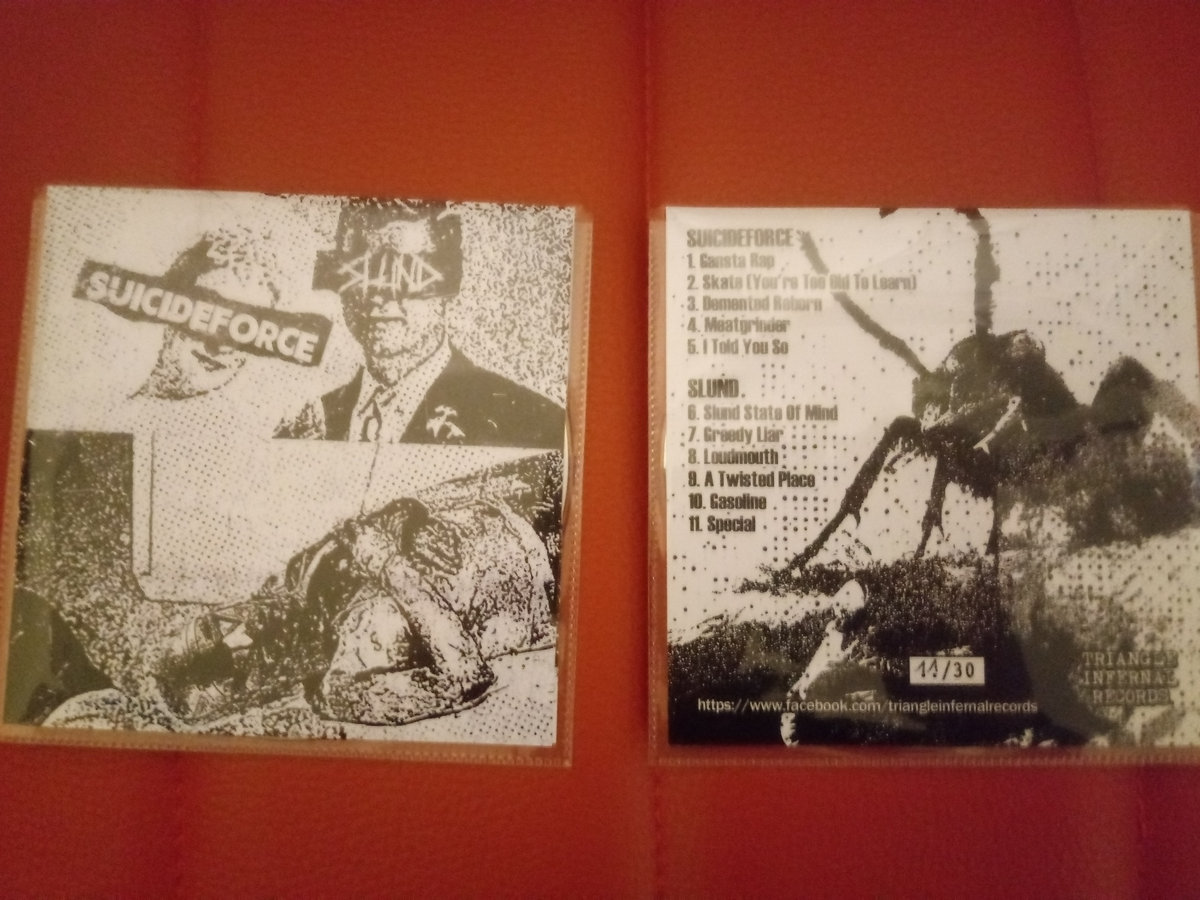 SUICIDEFORCE
SLUND
SUICIDEFORCE
1. Gansta Rap
2. Skate (You're Too Old To Learn)
3. Demented Reborn
4. Meatgrinder
5. I Told You So
SLUND.
6. Slund State Of Mind
7. Greedy Liar
8. Loudmouth
9. A Twisted Place
10. Gasoline
11. Special
11/30
TRIANGLE
INFERNAL
RECORDS
https://www.facebook.com/triangleinfernalrecords